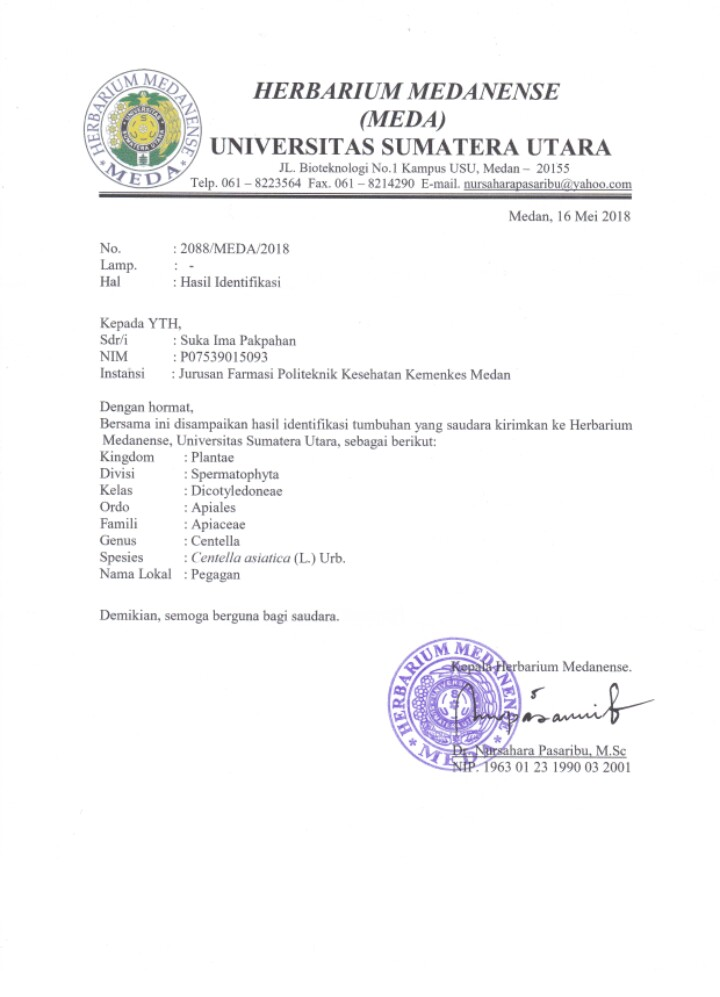 HERBARIUM MEDANENSE
MEDA
HERBARIUM MEDANENSE
(MEDA)
UNIVERSITAS SUMATERA UTARA
JL. Bioteknologi No.1 Kampus USU, Medan – 20155
Telp. 061 – 8223564 Fax. 061 – 8214290 E-mail. nursaharapasaribu@yahoo.com
Medan, 16 Mei 2018
No. : 2088/MEDA/2018
Lamp. : -
Hal : Hasil Identifikasi
Kepada YTH,
Sdr/i : Suka Ima Pakpahan
NIM : P07539015093
Instansi : Jurusan Farmasi Politeknik Kesehatan Kemenkes Medan
Dengan hormat,
Bersama ini disampaikan hasil identifikasi tumbuhan yang saudara kirimkan ke Herbarium
Medanense, Universitas Sumatera Utara, sebagai berikut:
Kingdom : Plantae
Divisi : Spermatophyta
Kelas : Dicotyledoneae
Ordo : Apiales
Famili : Apiaceae
Genus : Centella
Spesies : Centella asiatica (L.) Urb.
Nama Lokal : Pegagan
Demikian, semoga berguna bagi saudara.
Kepala Herbarium Medanense.
HERBARIUM MEDANENSE
MEDA
Dr. Nursahara Pasaribu, M.Sc
NIP. 1963 01 23 1990 03 2001